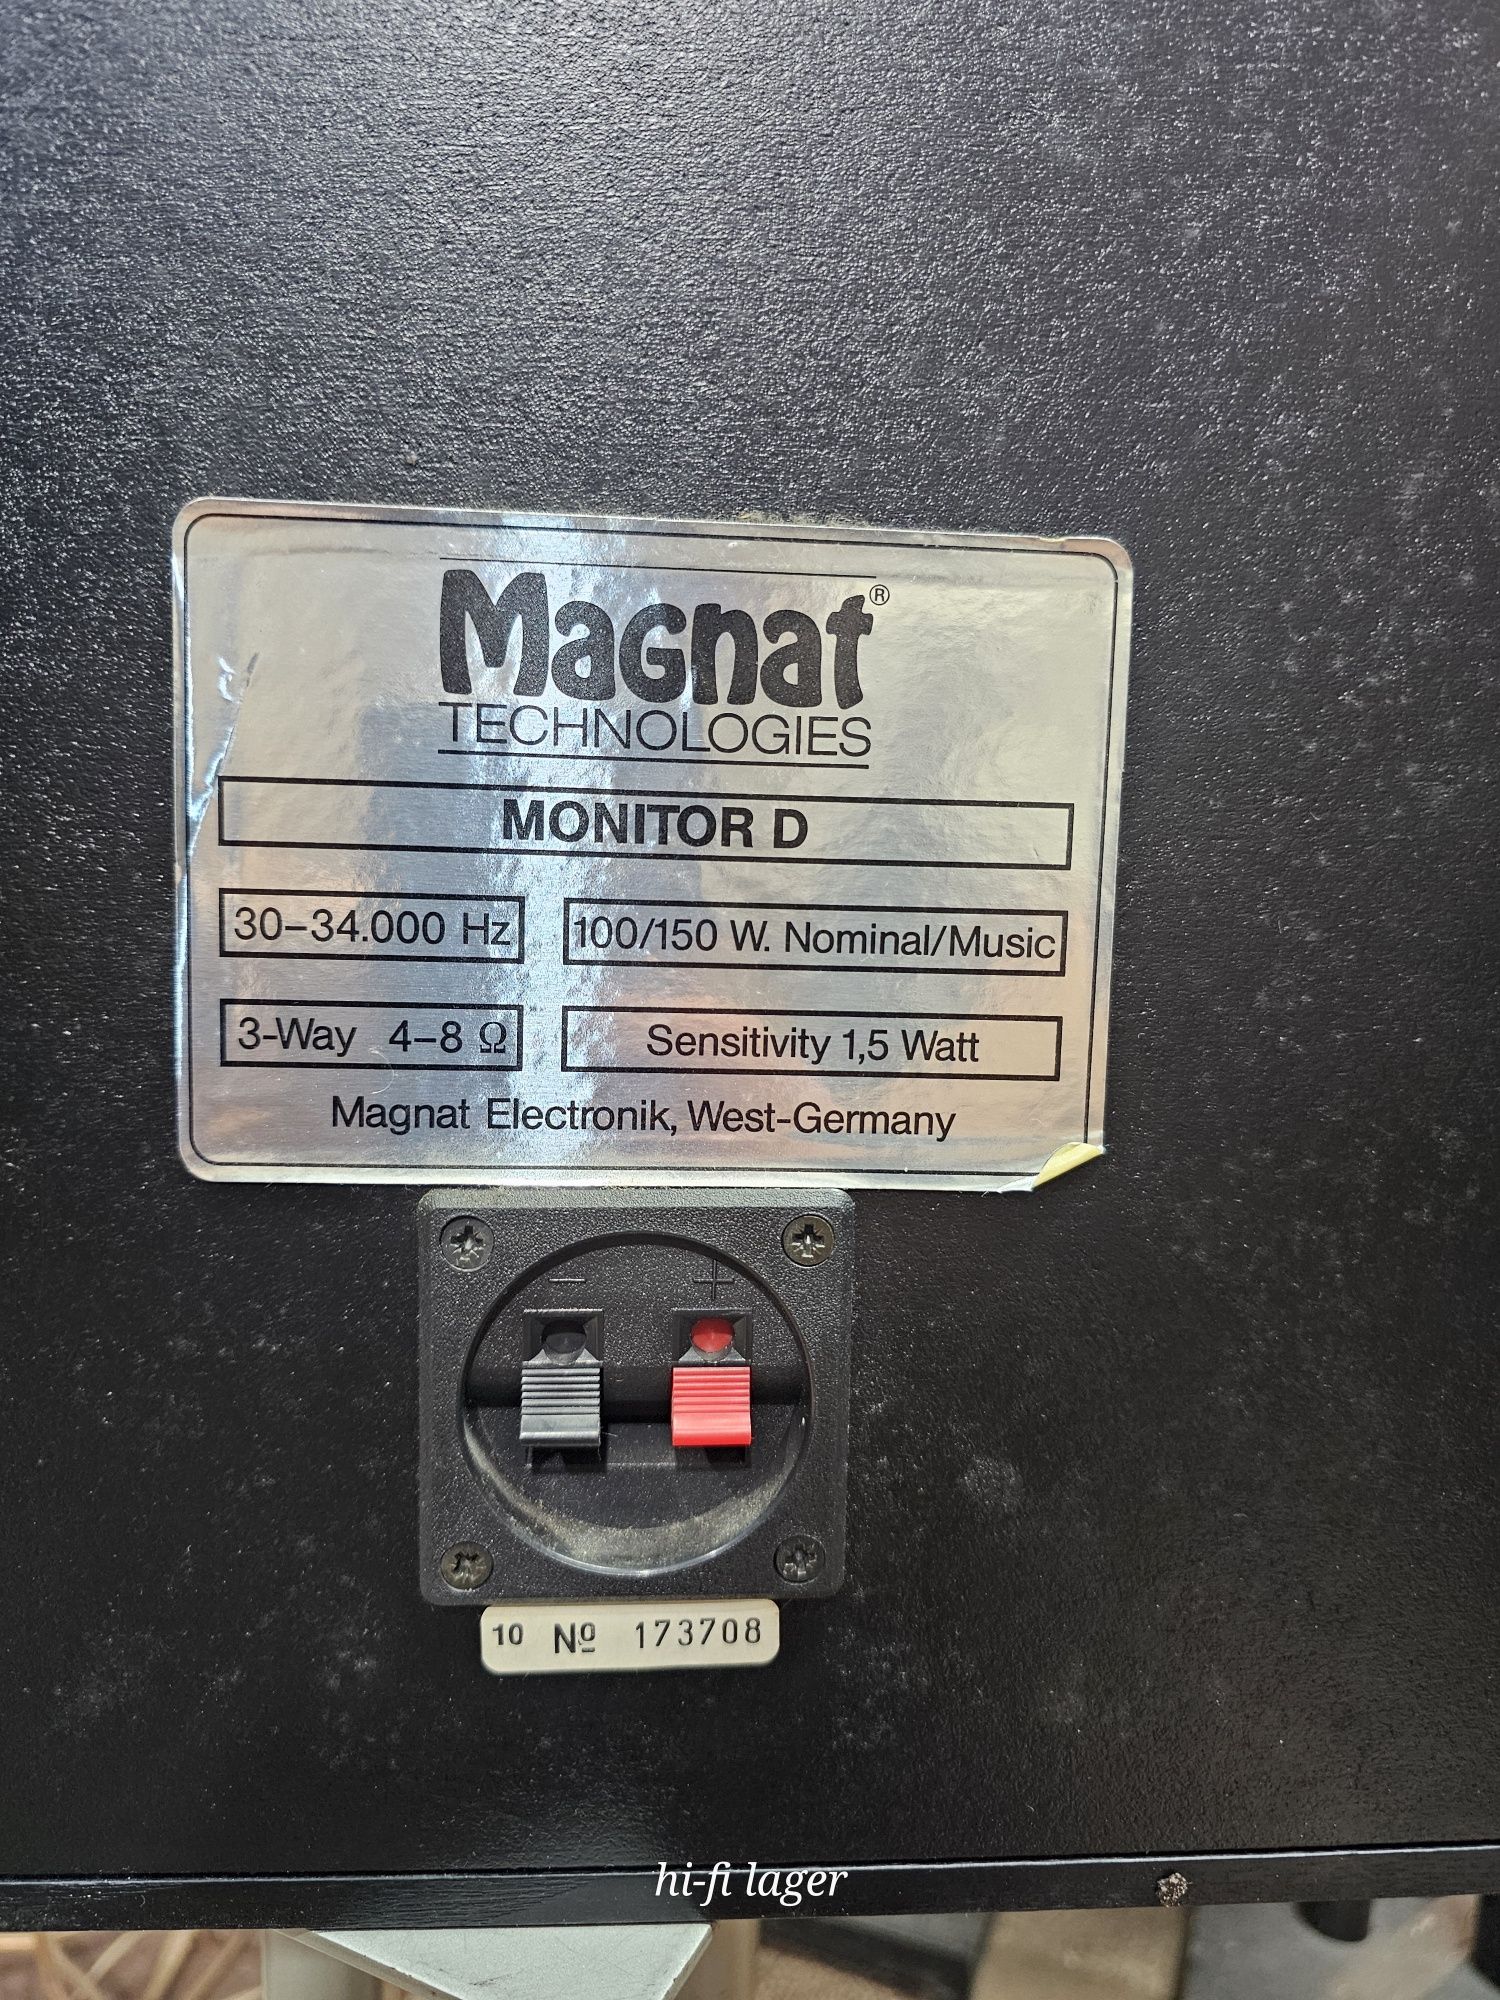 Magnat®
TECHNOLOGIES
MONITOR D
30–34.000 Hz
100/150 W. Nominal/Music
3-Way 4–8 Ω
Sensitivity 1,5 Watt
Magnat Electronik, West-Germany
– +
10 Nº 173708
hi-fi lager